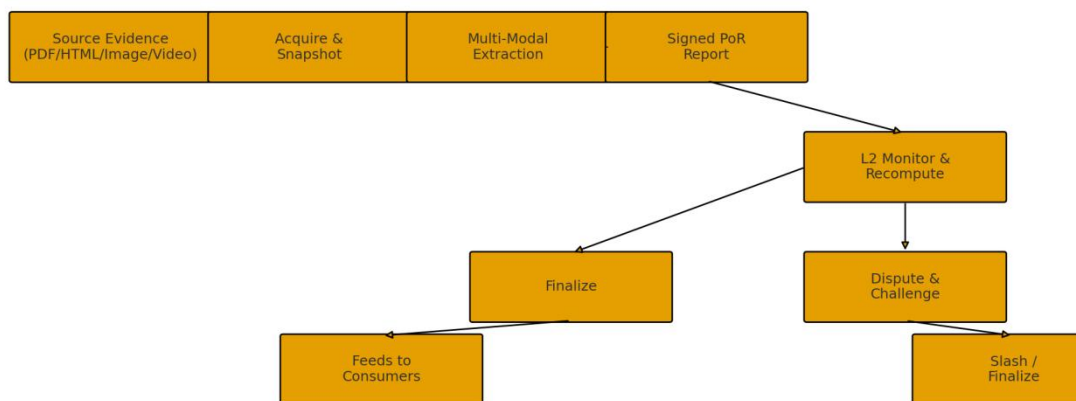 Source Evidence
(PDF/HTML/Image/Video)
Acquire &
Snapshot
Multi-Modal
Extraction
Signed PoR
Report
L2 Monitor &
Recompute
Finalize
Dispute &
Challenge
Feeds to
Consumers
Slash /
Finalize